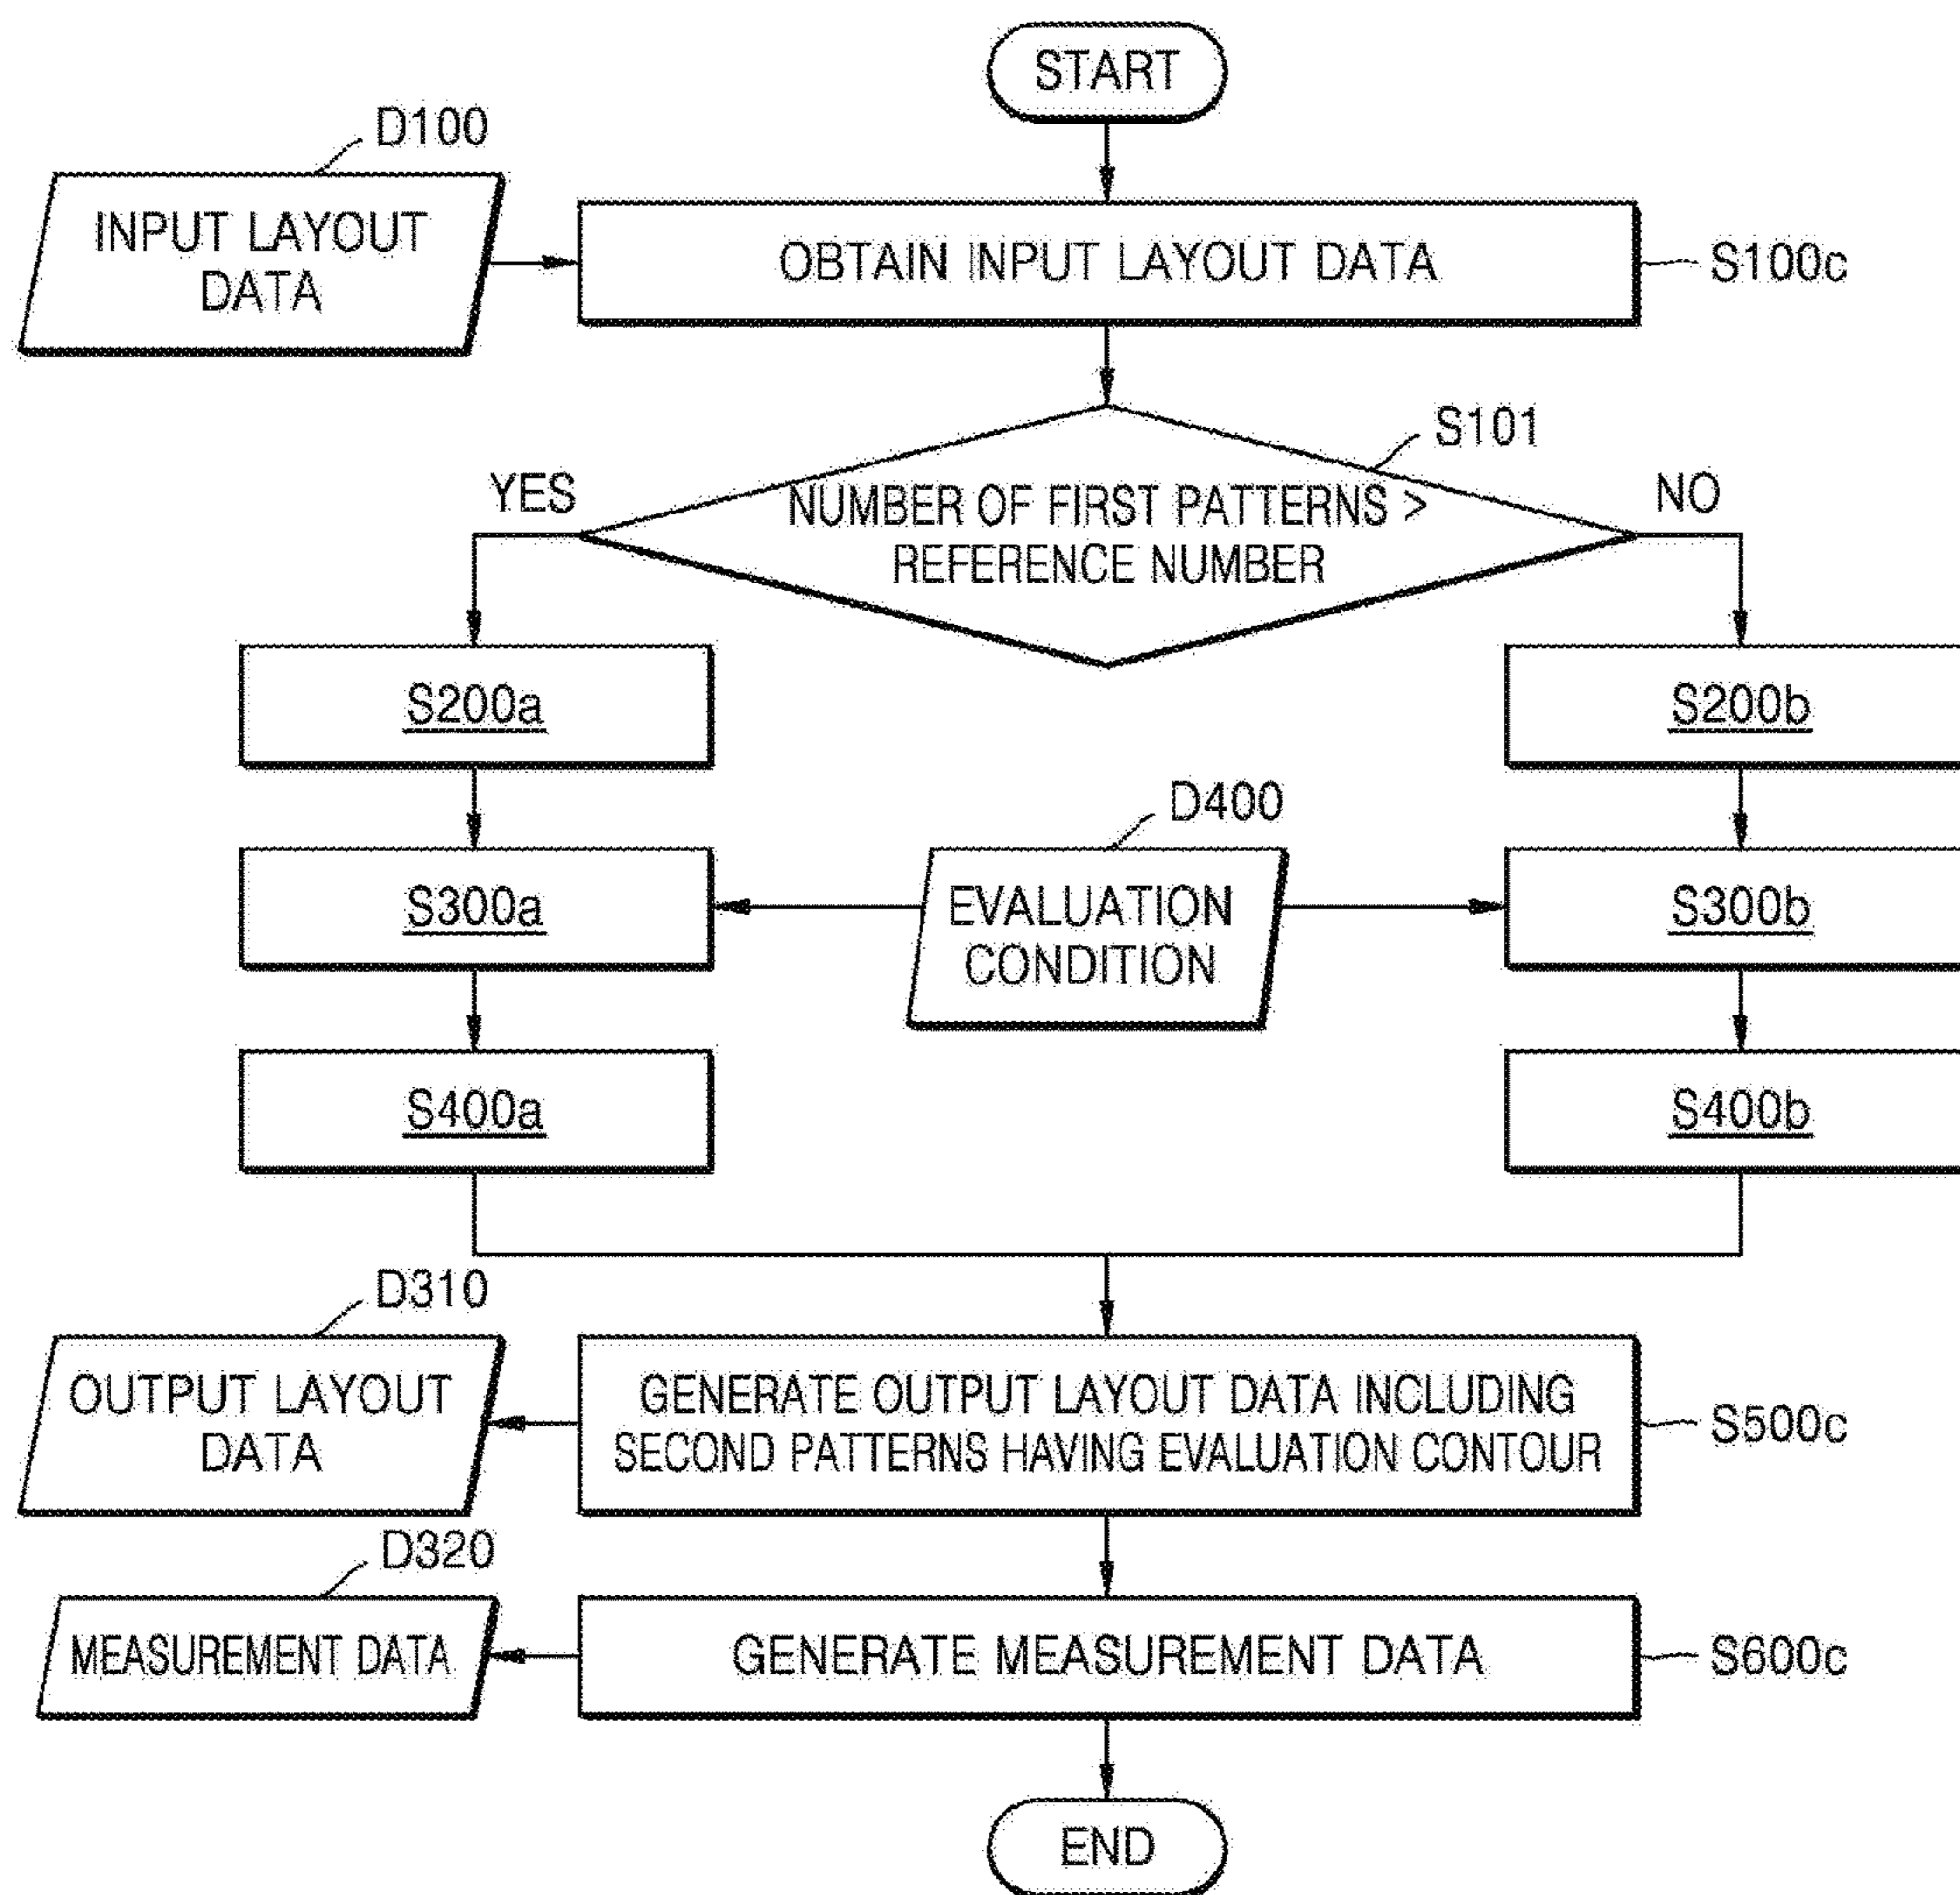 START
D100
INPUT LAYOUT
DATA
OBTAIN INPUT LAYOUT DATA
S100c
S101
YES
NUMBER OF FIRST PATTERNS >
REFERENCE NUMBER
NO
S200a
S200b
D400
S300a
EVALUATION
CONDITION
S300b
S400a
S400b
D310
OUTPUT LAYOUT
DATA
GENERATE OUTPUT LAYOUT DATA INCLUDING
SECOND PATTERNS HAVING EVALUATION CONTOUR
S500c
D320
MEASUREMENT DATA
GENERATE MEASUREMENT DATA
S600c
END